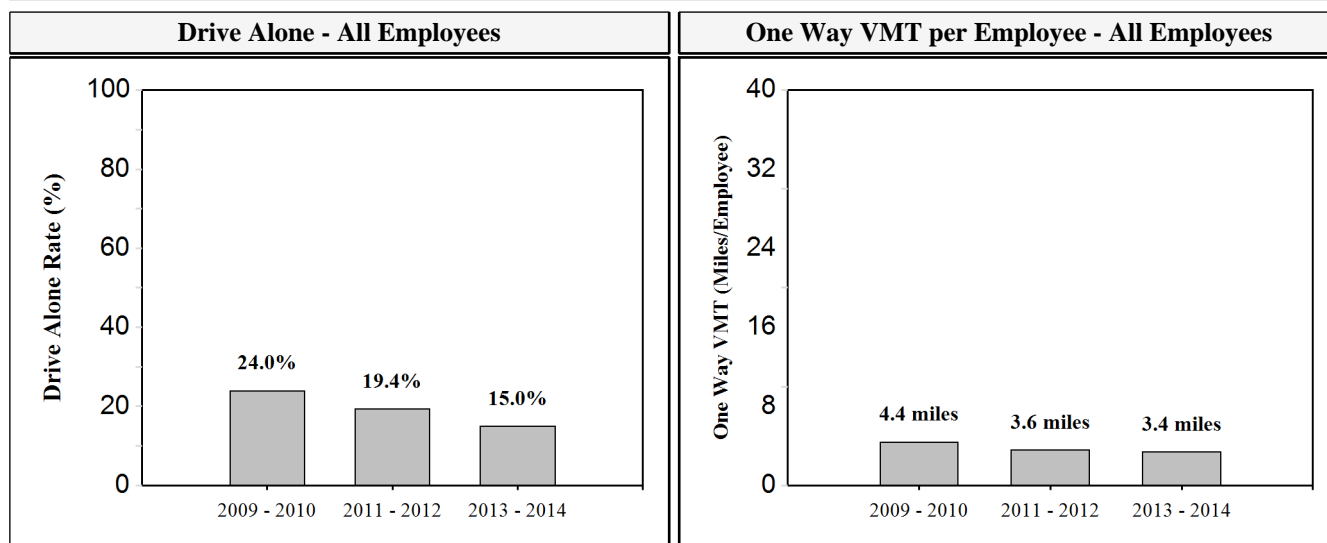 Drive Alone - All Employees
Drive Alone Rate (%)
100
80
60
40
20
0
24.0%
19.4%
15.0%
2009 - 2010
2011 - 2012
2013 - 2014
One Way VMT per Employee - All Employees
One Way VMT (Miles/Employee)
40
32
24
16
8
0
4.4 miles
3.6 miles
3.4 miles
2009 - 2010
2011 - 2012
2013 - 2014